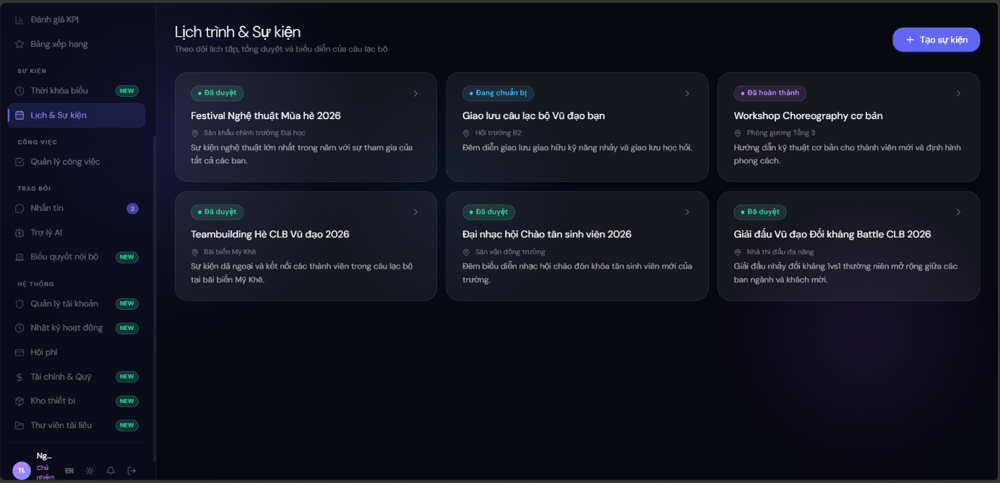 Đánh giá KPI
Bảng xếp hạng
SỰ KIỆN
Thời khóa biểu NEW
Lịch & Sự kiện
CÔNG VIỆC
Quản lý công việc
TRAO ĐỔI
Nhắn tin 2
Trợ lý AI
Biểu quyết nội bộ NEW
HỆ THỐNG
Quản lý tài khoản NEW
Nhật ký hoạt động NEW
Hội phí
Tài chính & Quỹ NEW
Kho thiết bị NEW
Thư viện tài liệu NEW
TL
Ng...
Chủ
nhiệm
EN
Lịch trình & Sự kiện
Theo dõi lịch tập, tổng duyệt và biểu diễn của câu lạc bộ
+ Tạo sự kiện
Đã duyệt
Festival Nghệ thuật Mùa hè 2026
Sân khấu chính trường Đại học
Sự kiện nghệ thuật lớn nhất trong năm với sự tham gia của
tất cả các ban.
Đang chuẩn bị
Giao lưu câu lạc bộ Vũ đạo bạn
Hội trường B2
Đêm diễn giao lưu giao hữu kỹ năng nhảy và giao lưu học hỏi.
Đã hoàn thành
Workshop Choreography cơ bản
Phòng gương Tầng 3
Hướng dẫn kỹ thuật cơ bản cho thành viên mới và định hình
phong cách.
Đã duyệt
Teambuilding Hè CLB Vũ đạo 2026
Bãi biển Mỹ Khê
Sự kiện dã ngoại và kết nối các thành viên trong câu lạc bộ
tại bãi biển Mỹ Khê.
Đã duyệt
Đại nhạc hội Chào tân sinh viên 2026
Sân vận động trường
Đêm biểu diễn nhạc hội chào đón khóa tân sinh viên mới của
trường.
Đã duyệt
Giải đấu Vũ đạo Đối kháng Battle CLB 2026
Nhà thi đấu đa năng
Giải đấu nhảy đối kháng 1vs1 thường niên mở rộng giữa các
ban ngành và khách mời.